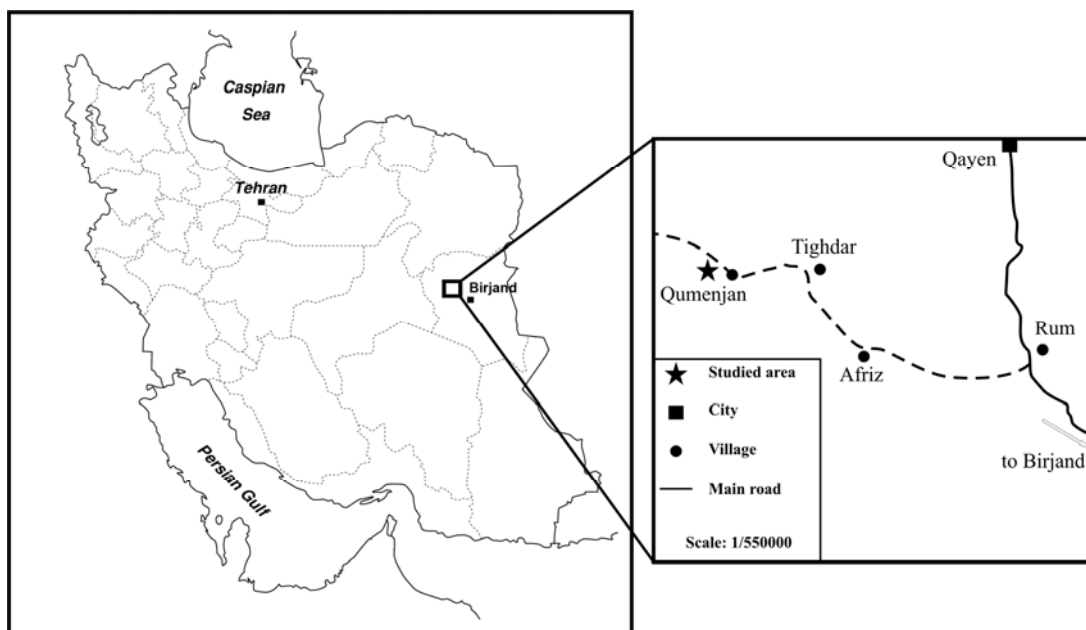 Caspian
Sea
Tehran
Birjand
Persian Gulf
Qayen
Tighdar
Qumenjan
Rum
Afriz
Studied area
City
Village
to Birjand
Main road
Scale: 1/550000